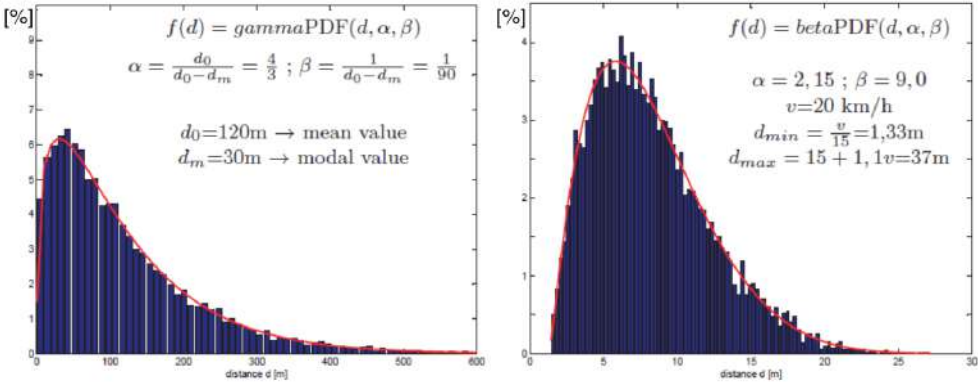 [%]
f(d) = gammaPDF(d, α, β)
α = d₀/(d₀−dₘ) = 4/3 ; β = 1/(d₀−dₘ) = 1/90
d₀=120m → mean value
dₘ=30m → modal value
9
8
7
6
5
4
3
2
1
0
0 100 200 300 400 500 600
distance d [m]
[%]
f(d) = betaPDF(d, α, β)
α = 2, 15 ; β = 9, 0
v=20 km/h
dₘᵢₙ = v/15=1,33m
dₘₐₓ = 15 + 1, 1v=37m
4
3
2
1
0
0 5 10 15 20 25 30
distance d [m]